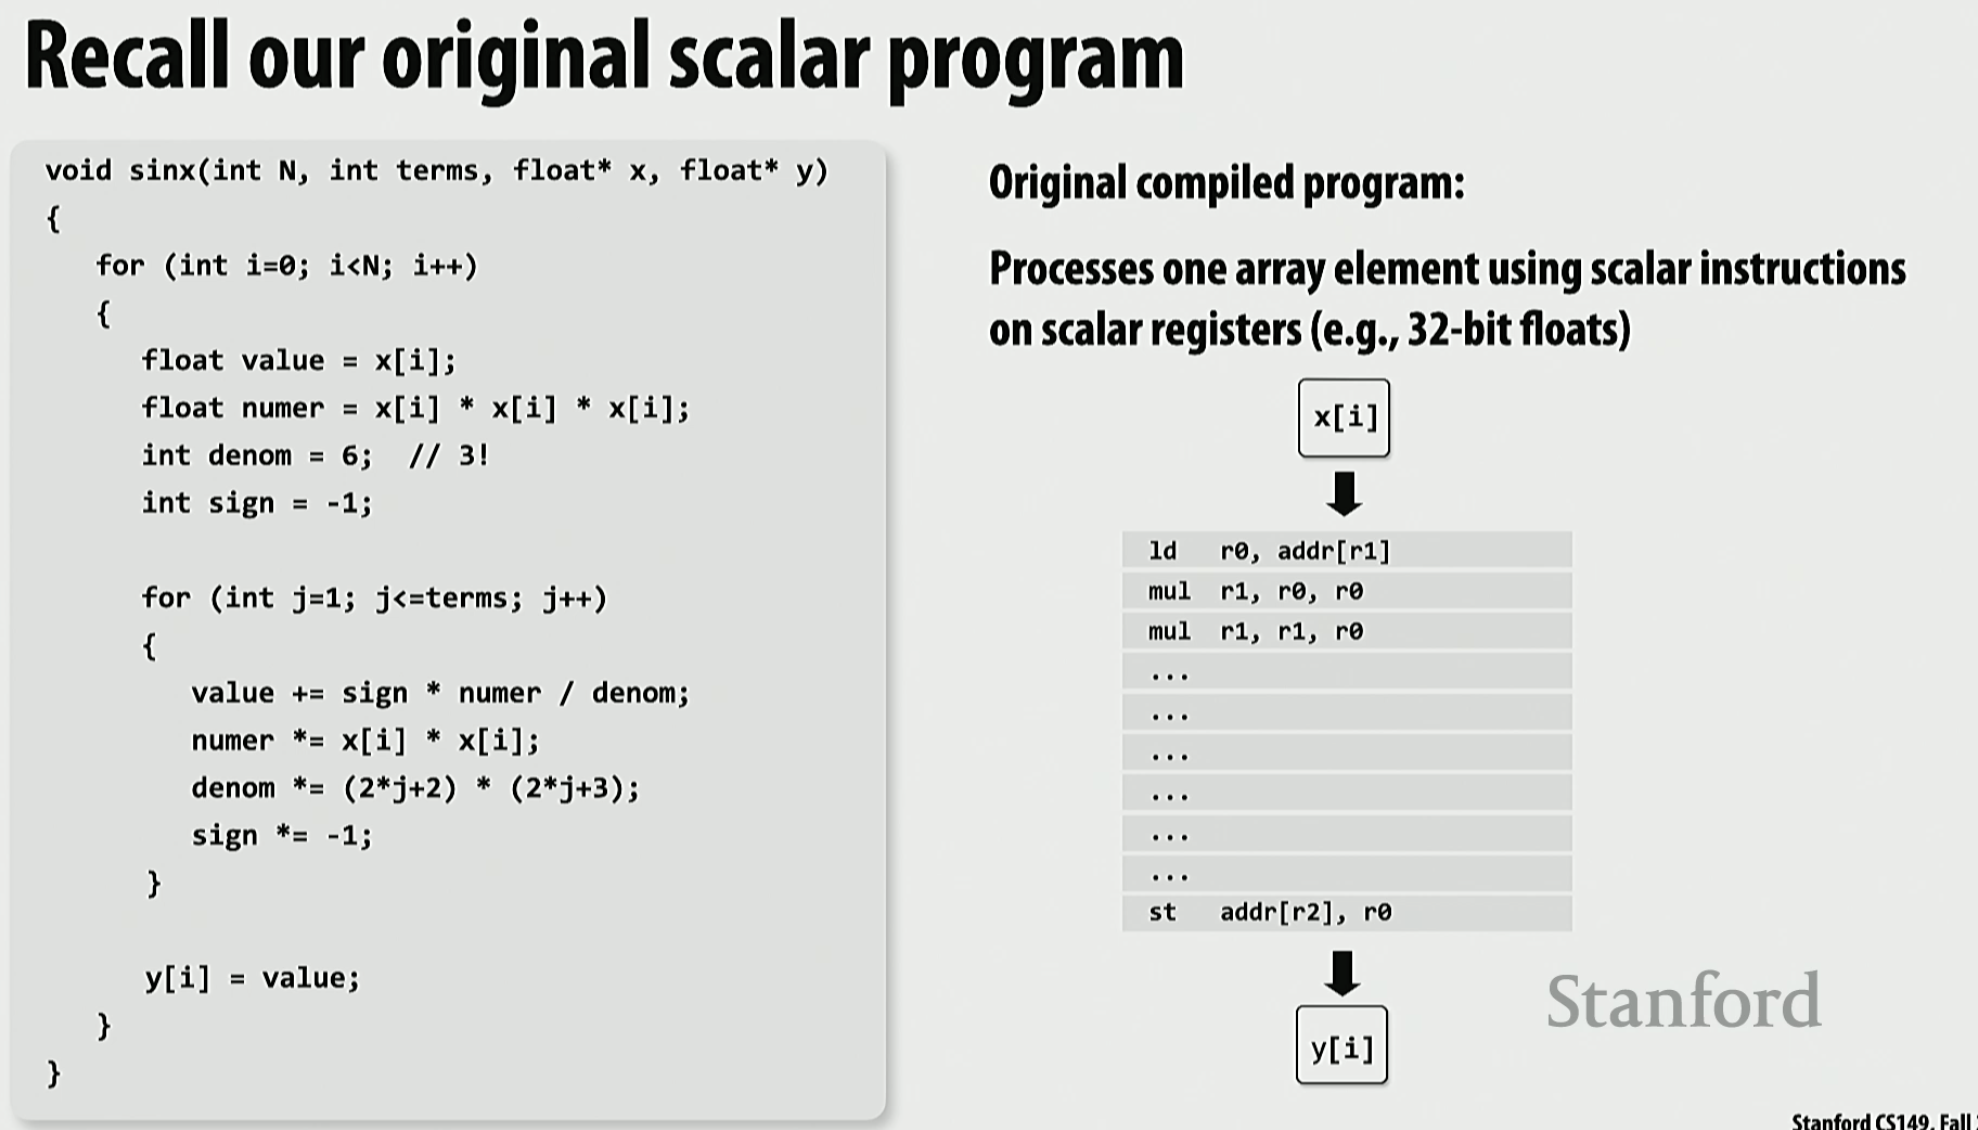 Recall our original scalar program
void sinx(int N, int terms, float* x, float* y)
{
for (int i=0; i<N; i++)
{
float value = x[i];
float numer = x[i] * x[i] * x[i];
int denom = 6;  // 3!
int sign = -1;
for (int j=1; j<=terms; j++)
{
value += sign * numer / denom;
numer *= x[i] * x[i];
denom *= (2*j+2) * (2*j+3);
sign *= -1;
}
y[i] = value;
}
}
Original compiled program:
Processes one array element using scalar instructions
on scalar registers (e.g., 32-bit floats)
x[i]
ld r0, addr[r1]
mul r1, r0, r0
mul r1, r1, r0
...
...
...
...
...
...
st addr[r2], r0
y[i]
Stanford
Stanford CS149, Fall